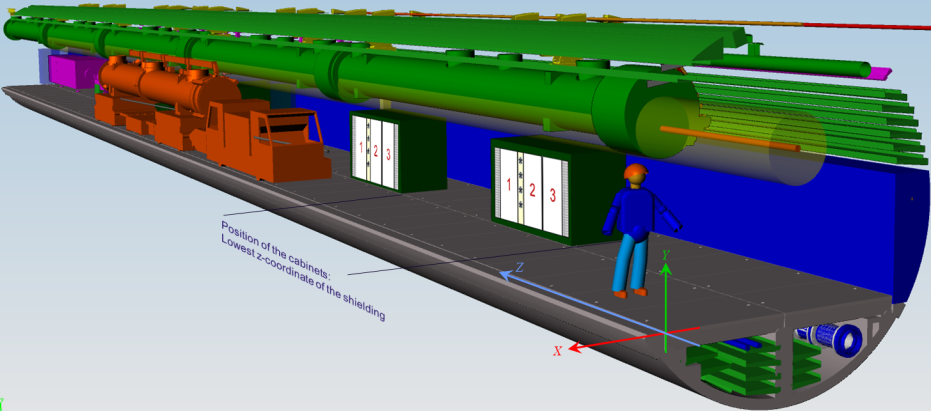 1 2 3
1 2 3
Position of the cabinets:
Lowest z-coordinate of the shielding
Z
Y
X